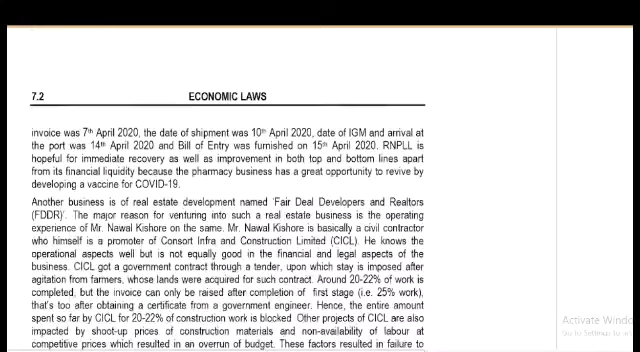 7.2
ECONOMIC LAWS
invoice was 7th April 2020, the date of shipment was 10th April 2020, date of IGM and arrival at
the port was 14th April 2020 and Bill of Entry was furnished on 15th April 2020. RNPLL is
hopeful for immediate recovery as well as improvement in both top and bottom lines apart
from its financial liquidity because the pharmacy business has a great opportunity to revive by
developing a vaccine for COVID-19.
Another business is of real estate development named 'Fair Deal Developers and Realtors
(FDDR)'. The major reason for venturing into such a real estate business is the operating
experience of Mr. Nawal Kishore on the same. Mr. Nawal Kishore is basically a civil contractor
who himself is a promoter of Consort Infra and Construction Limited (CICL). He knows the
operational aspects well but is not equally good in the financial and legal aspects of the
business. CICL got a government contract through a tender, upon which stay is imposed after
agitation from farmers, whose lands were acquired for such contract. Around 20-22% of work is
completed, but the invoice can only be raised after completion of first stage (i.e. 25% work),
that's too after obtaining a certificate from a government engineer. Hence, the entire amount
spent so far by CICL for 20-22% of construction work is blocked Other projects of CICL are also
impacted by shoot-up prices of construction materials and non-availability of labour at
competitive prices which resulted in an overrun of budget. These factors resulted in failure to
Activate Windo
Go to Settings to